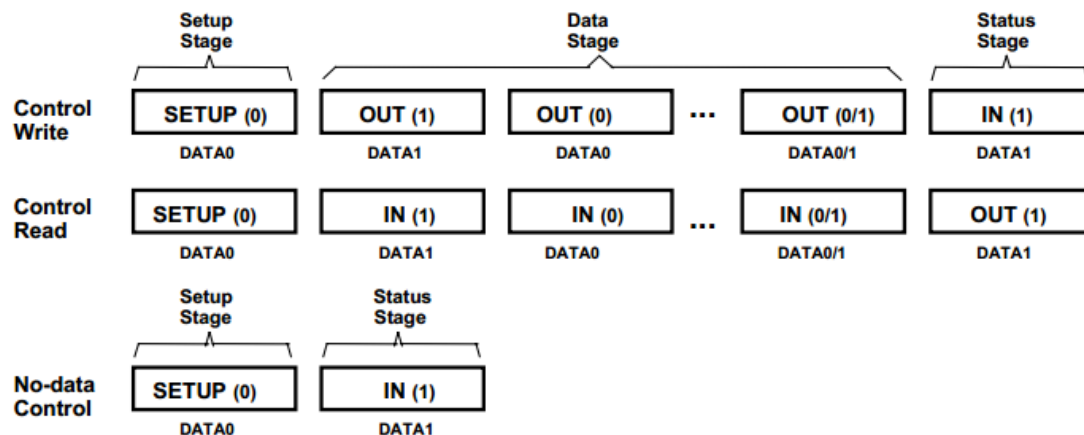 Setup
Stage
Data
Stage
Status
Stage
Control
Write
SETUP (0)
OUT (1)
OUT (0)
...
OUT (0/1)
IN (1)
DATA0
DATA1
DATA0
DATA0/1
DATA1
Control
Read
SETUP (0)
IN (1)
IN (0)
...
IN (0/1)
OUT (1)
DATA0
DATA1
DATA0
DATA0/1
DATA1
Setup
Stage
Status
Stage
No-data
Control
SETUP (0)
IN (1)
DATA0
DATA1